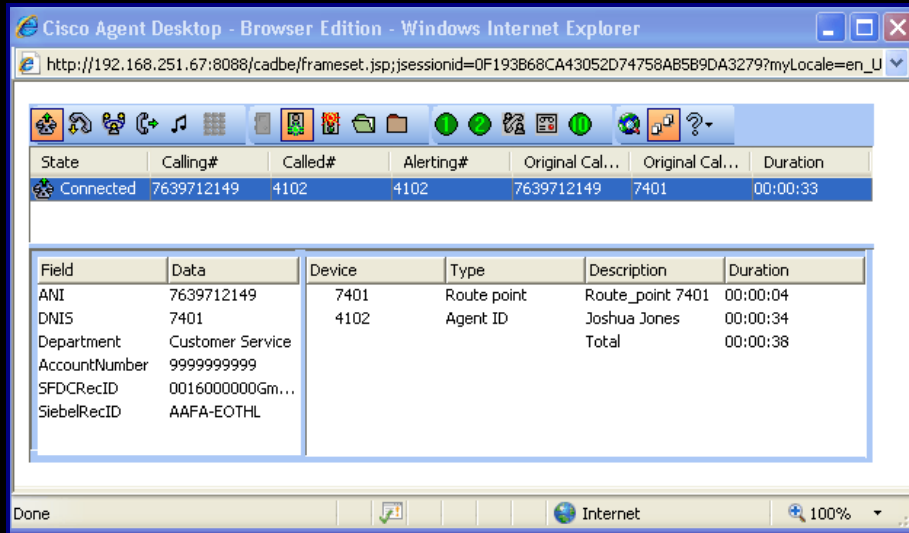 Cisco Agent Desktop - Browser Edition - Windows Internet Explorer
http://192.168.251.67:8088/cadbe/frameset.jsp;jsessionid=0F193B68CA43052D74758AB5B9DA3279?myLocale=en_U
State Calling# Called# Alerting# Original Cal... Original Cal... Duration
Connected 7639712149 4102 4102 7639712149 7401 00:00:33
Field Data Device Type Description Duration
ANI 7639712149 7401 Route point Route_point 7401 00:00:04
DNIS 7401 4102 Agent ID Joshua Jones 00:00:34
Department Customer Service Total 00:00:38
AccountNumber 9999999999
SFDCRecID 0016000000Gm...
SiebelRecID AAFA-EOTHL
Done Internet 100%